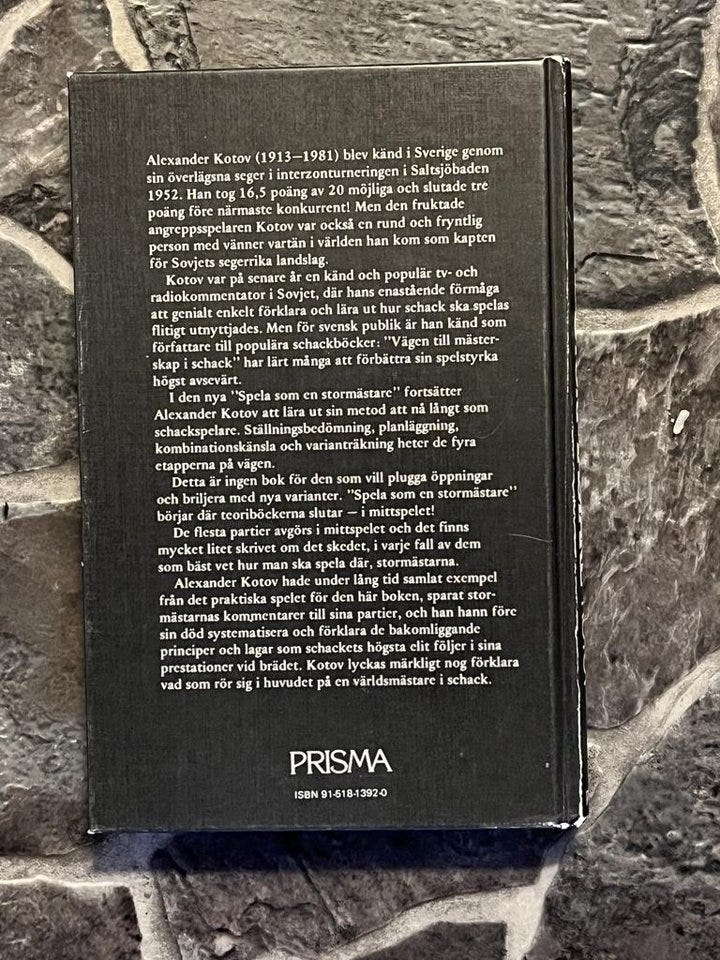 Alexander Kotov (1913—1981) blev känd i Sverige genom
sin överlägsna seger i interzonturneringen i Saltsjöbaden
1952. Han tog 16,5 poäng av 20 möjliga och slutade tre
poäng före närmaste konkurrent! Men den fruktade
angreppsspelaren Kotov var också en rund och fryntlig
person med vänner vartän i världen han kom som kapten
för Sovjets segerrika landslag.
Kotov var på senare år en känd och populär tv- och
radiokommentator i Sovjet, där hans enastående förmåga
att genialt enkelt förklara och lära ut hur schack ska spelas
flitigt utnyttjades. Men för svensk publik är han känd som
författare till populära schackböcker: ”Vägen till mäster-
skap i schack” har lärt många att förbättra sin spelstyrka
högst avsevärt.
I den nya ”Spela som en stormästare” fortsätter
Alexander Kotov att lära ut sin metod att nå långt som
schackspelare. Ställningsbedömning, planläggning,
kombinationskänsla och varianträkning heter de fyra
etapperna på vägen.
Detta är ingen bok för den som vill plugga öppningar
och briljera med nya varianter. ”Spela som en stormästare”
börjar där teoriböckerna slutar — i mittspelet!
De flesta partier avgörs i mittspelet och det finns
mycket litet skrivet om det skedet, i varje fall av dem
som bäst vet hur man ska spela där, stormästarna.
Alexander Kotov hade under lång tid samlat exempel
från det praktiska spelet för den här boken, sparat stor-
mästarnas kommentarer till sina partier, och han hann före
sin död systematisera och förklara de bakomliggande
principer och lagar som schackets högsta elit följer i sina
prestationer vid brädet. Kotov lyckas märkligt nog förklara
vad som rör sig i huvudet på en världsmästare i schack.
PRISMA
ISBN 91-518-1392-0